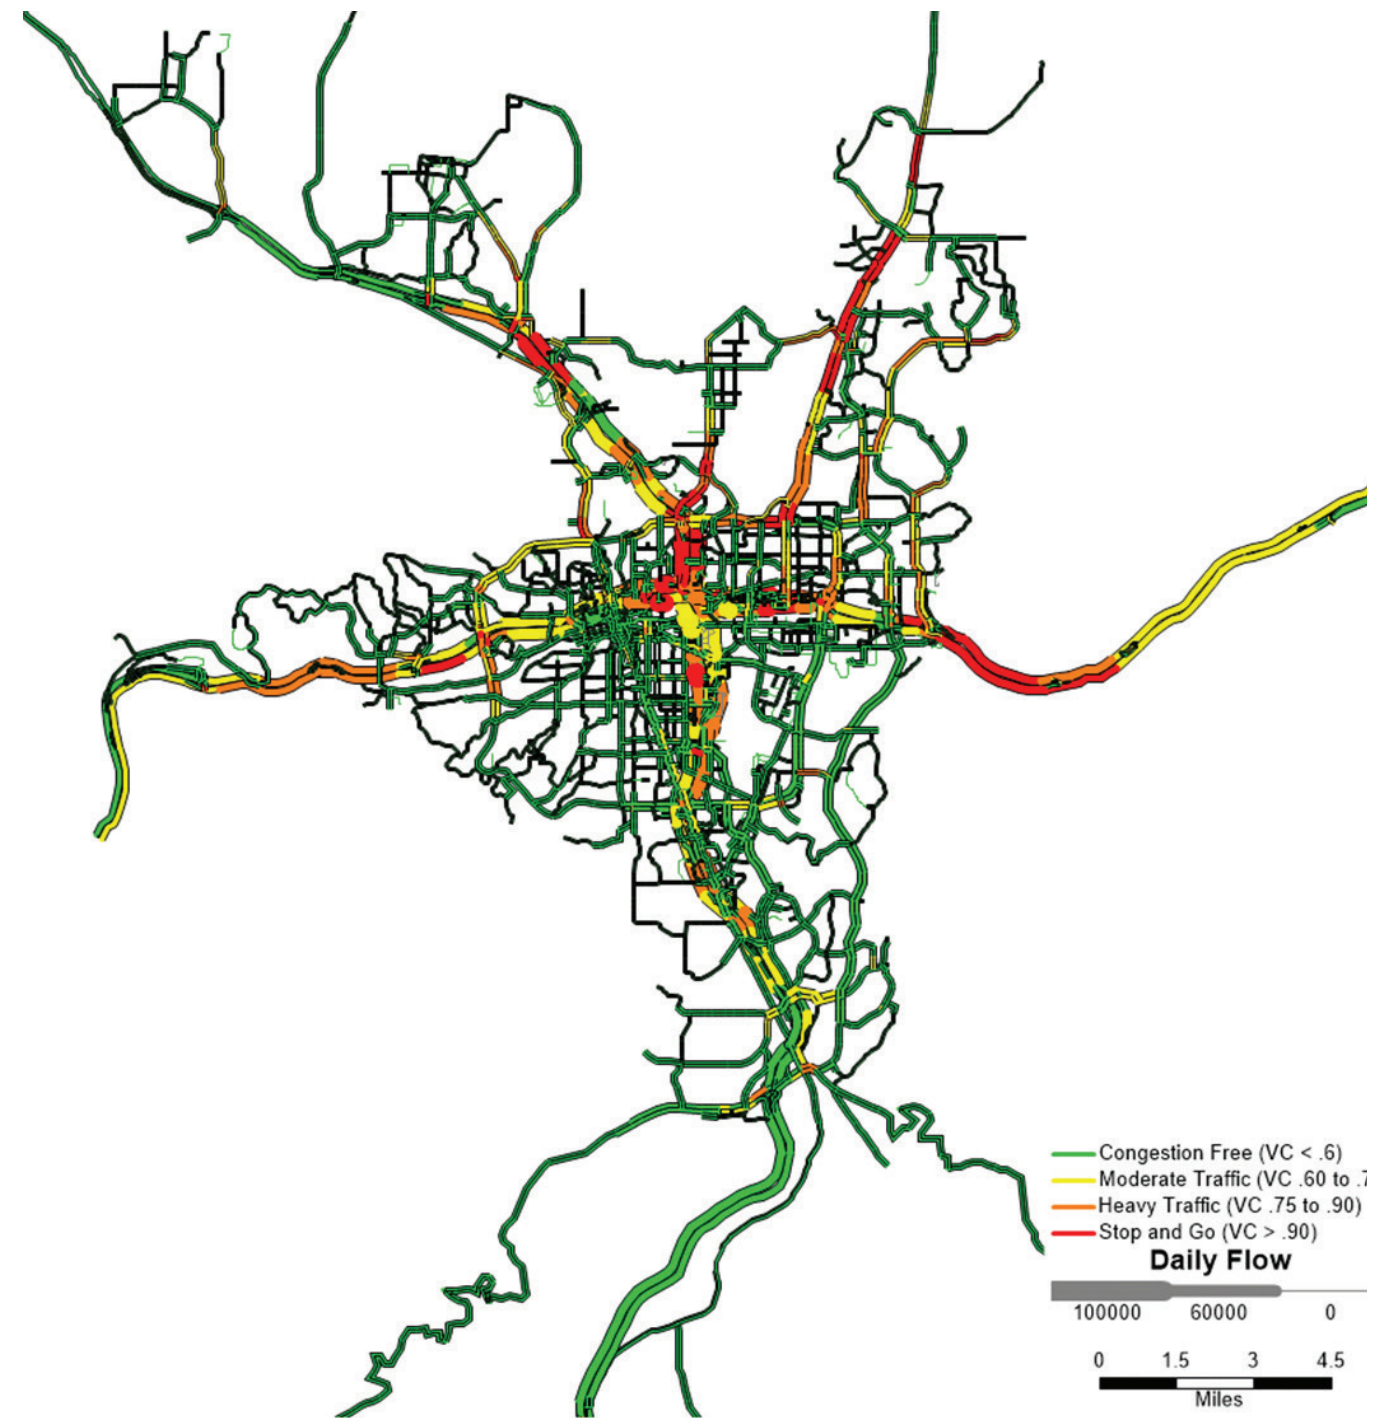 Congestion Free (VC < .6)
Moderate Traffic (VC .60 to .7
Heavy Traffic (VC .75 to .90)
Stop and Go (VC > .90)
Daily Flow
100000 60000 0
0 1.5 3 4.5
Miles